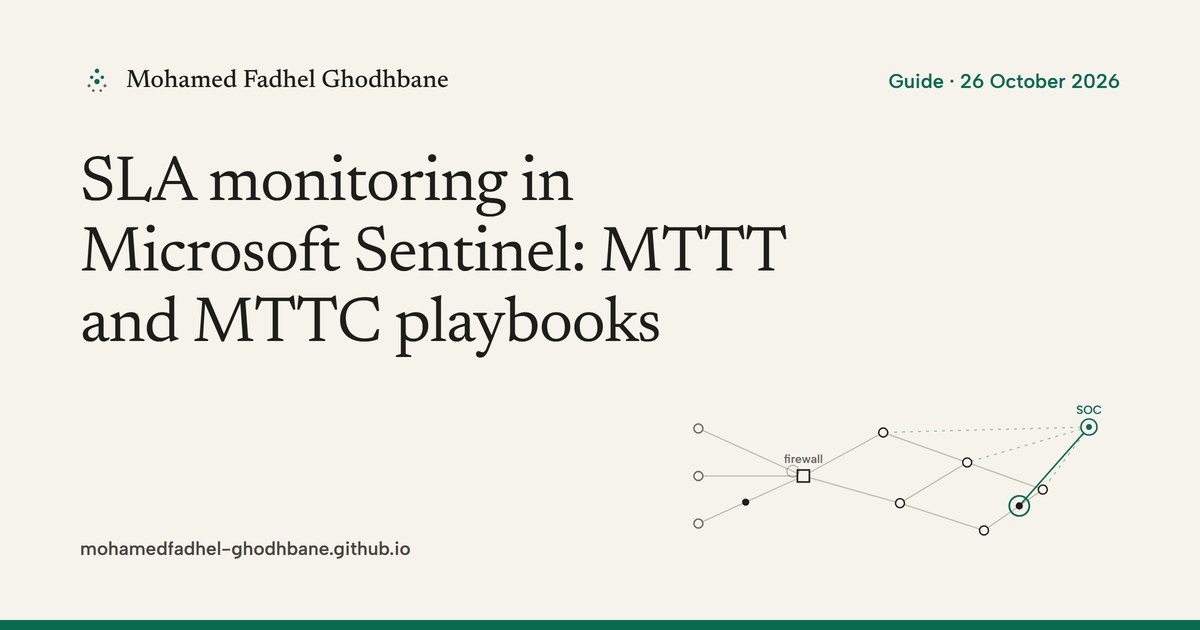 Mohamed Fadhel Ghodhbane
Guide · 26 October 2026
SLA monitoring in
Microsoft Sentinel: MTTT
and MTTC playbooks
SOC
firewall
mohamedfadhel-ghodhbane.github.io